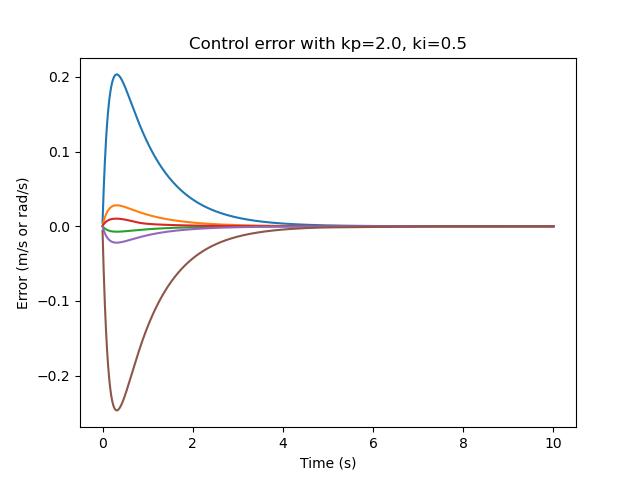 Control error with kp=2.0, ki=0.5
0.2
0.1
0.0
−0.1
−0.2
Error (m/s or rad/s)
0 2 4 6 8 10
Time (s)